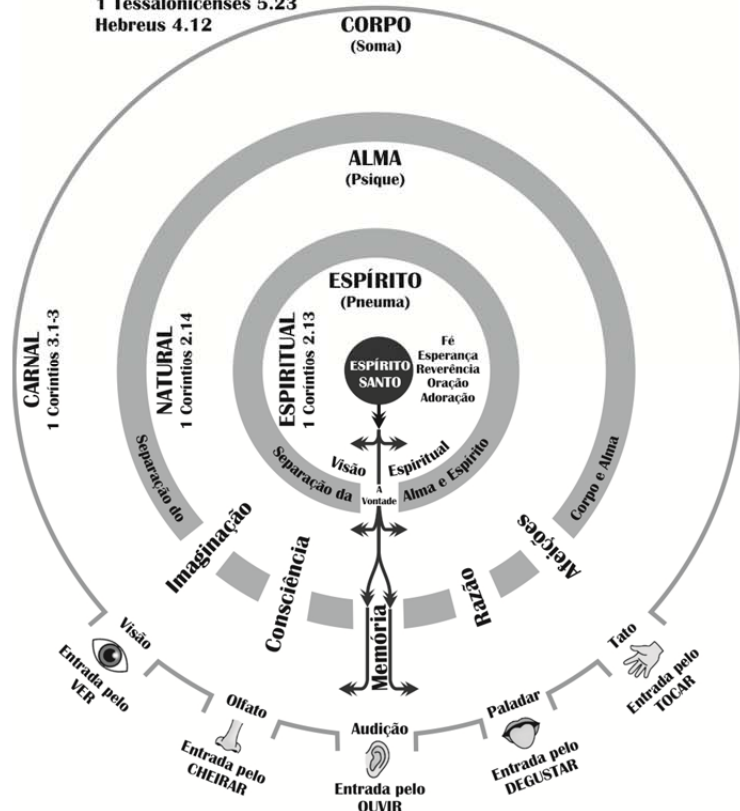 1 Tessalonicenses 5.23
Hebreus 4.12
CORPO
(Soma)
ALMA
(Psique)
ESPÍRITO
(Pneuma)
CARNAL
1 Coríntios 3.1-3
NATURAL
1 Coríntios 2.14
ESPIRITUAL
1 Coríntios 2.13
ESPÍRITO
SANTO
Fé
Esperança
Reverência
Oração
Adoração
Visão Espiritual
Separação da
A
Vontade
Alma e Espírito
Separação do
Corpo e Alma
Imaginação
Consciência
Memória
Razão
Afeições
Visão
Entrada pelo
VER
Olfato
Entrada pelo
CHEIRAR
Audição
Entrada pelo
OUVIR
Paladar
Entrada pelo
DEGUSTAR
Tato
Entrada pelo
TOCAR